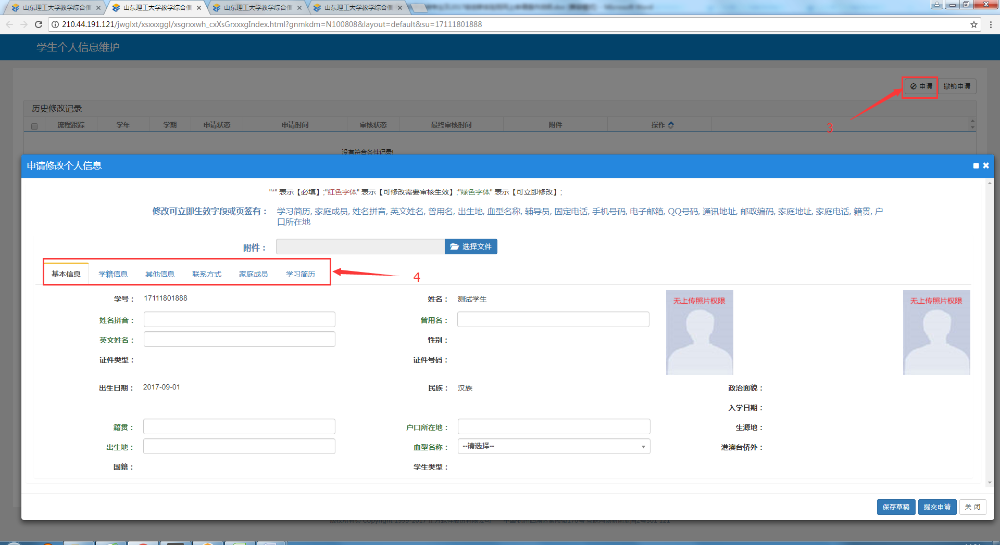 山东理工大学教学综合信 山东理工大学教学综合信 山东理工大学教学综合信 山东理工大学教学综合信
210.44.191.121/jwglxt/xsxxxggl/xsgrxxwh_cxXsGrxxxgIndex.html?gnmkdm=N100808&layout=default&su=17111801888
学生个人信息维护
申请 撤销申请
历史修改记录
流程跟踪 学年 学期 申请状态 申请时间 审核状态 最终审核时间 附件 操作
3
没有符合条件记录!
申请修改个人信息
"*" 表示【必填】;"红色字体" 表示【可修改需要审核生效】;"绿色字体" 表示【可立即修改】;
修改可立即生效字段或页签有： 学习简历, 家庭成员, 姓名拼音, 英文姓名, 曾用名, 出生地, 血型名称, 辅导员, 固定电话, 手机号码, 电子邮箱, QQ号码, 通讯地址, 邮政编码, 家庭地址, 家庭电话, 籍贯, 户
口所在地
附件： 选择文件
基本信息 学籍信息 其他信息 联系方式 家庭成员 学习简历
4
学号： 17111801888 姓名： 测试学生 无上传照片权限 无上传照片权限
姓名拼音： 曾用名：
英文姓名： 性别：
证件类型： 证件号码：
出生日期： 2017-09-01 民族： 汉族 政治面貌：
入学日期：
籍贯： 户口所在地： 生源地：
出生地： 血型名称： --请选择-- 港澳台侨外：
国籍： 学生类型：
保存草稿 提交申请 关 闭